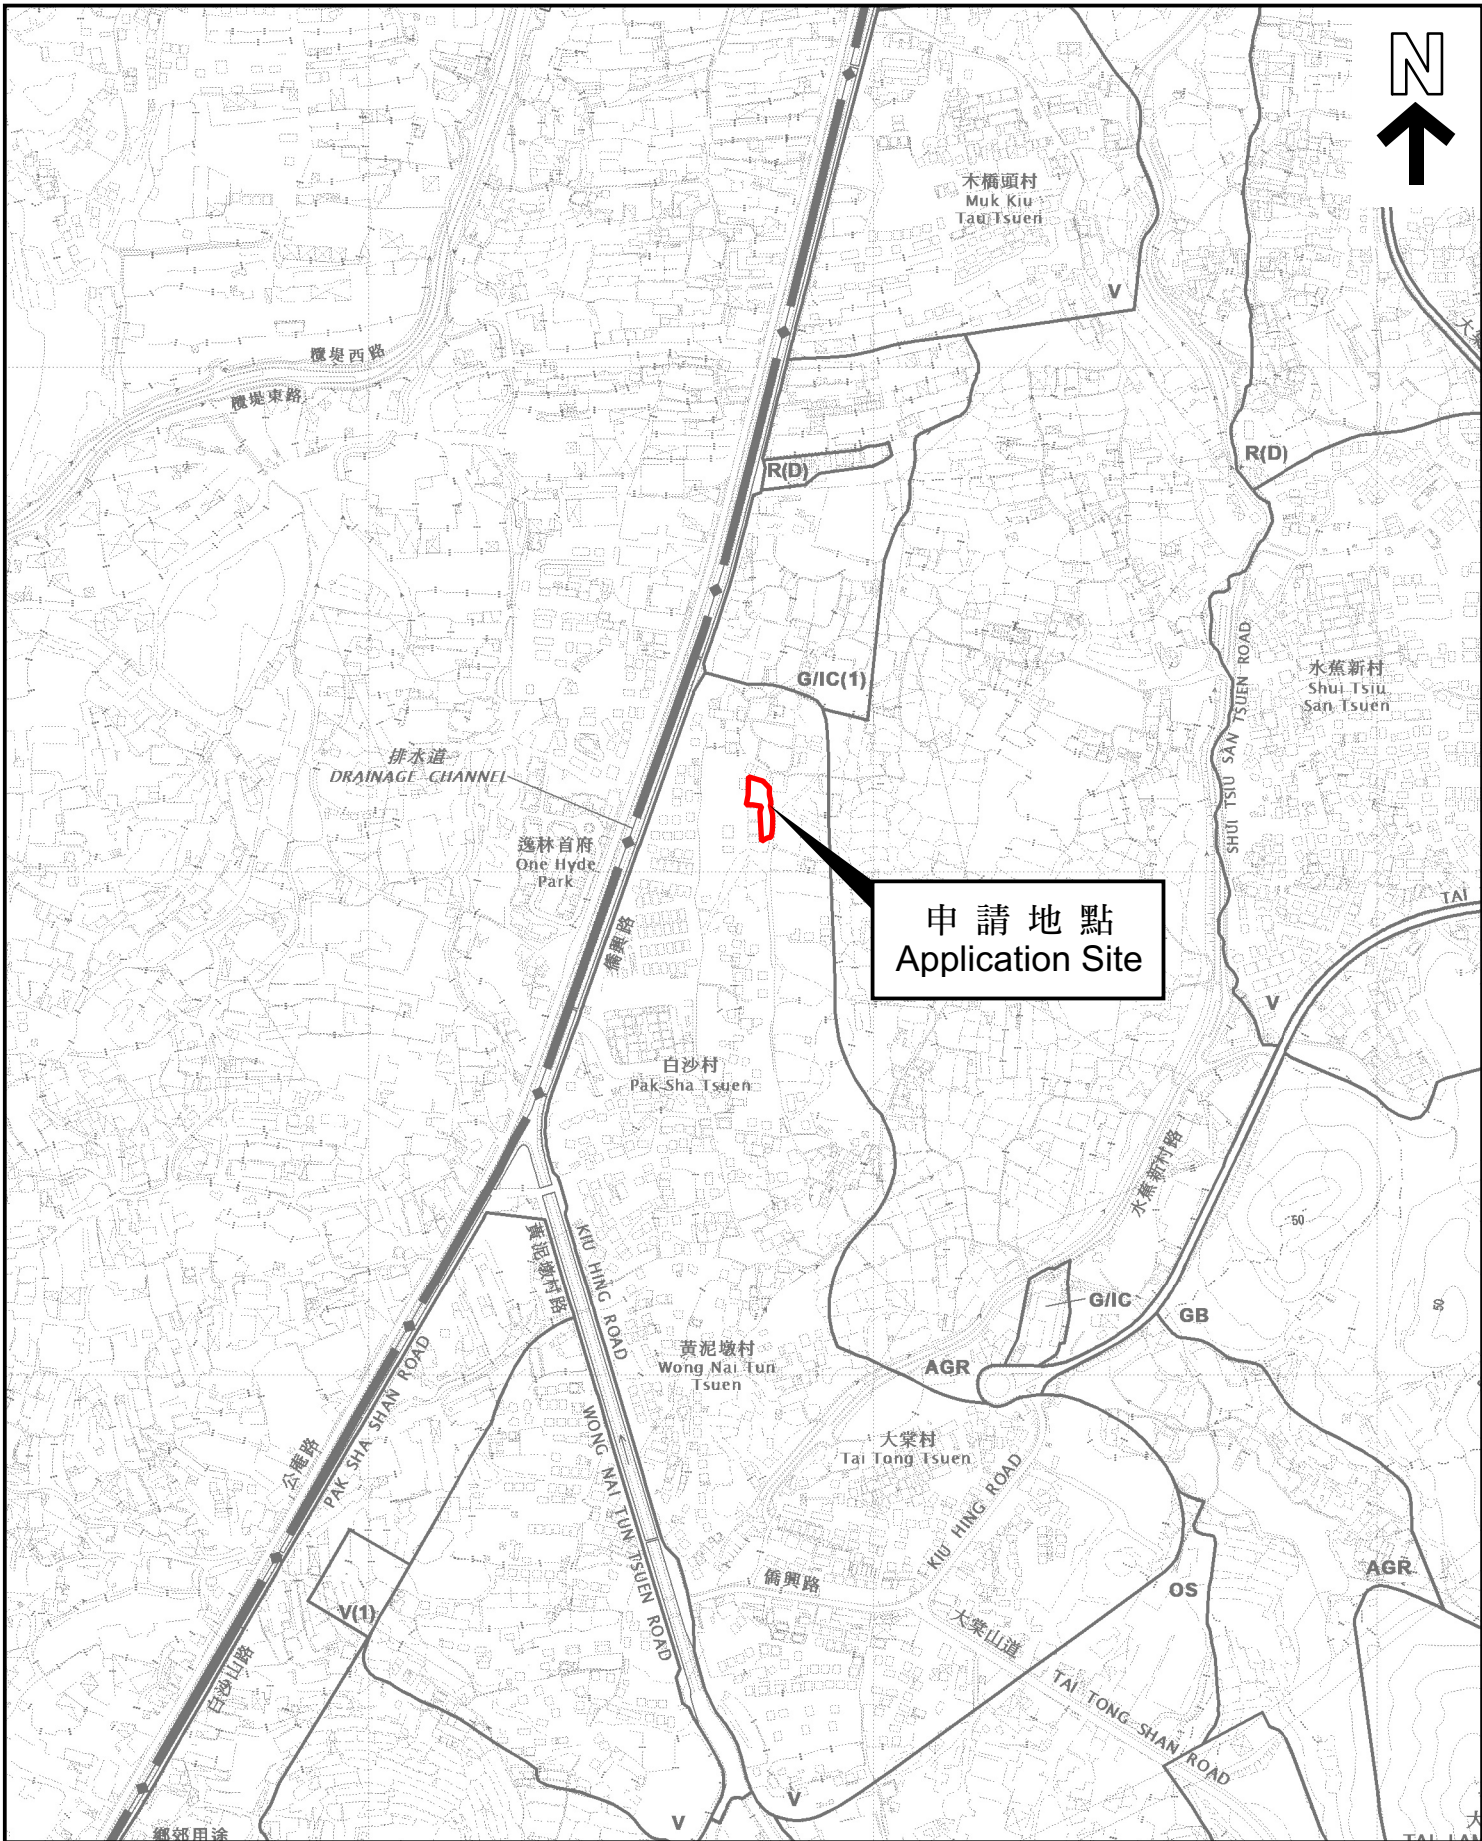 N
木橋頭村
Muk Kiu
Tau Tsuen
V
欖堤西路
欖堤東路
R(D)
R(D)
G/IC(1)
水蕉新村
Shui Tsiu
San Tsuen
SHUI TSIU SAN TSUEN ROAD
排水道
DRAINAGE CHANNEL
逸林首府
One Hyde
Park
僑興路
申請地點
Application Site
TAI
V
白沙村
Pak Sha Tsuen
水蕉新村路
50
50
黃泥墩村路
KIU HING ROAD
G/IC
GB
黃泥墩村
Wong Nai Tun
Tsuen
AGR
大棠村
Tai Tong Tsuen
公庵路
PAK SHA SHAN ROAD
WONG NAI TUN TSUEN ROAD
KIU HING ROAD
僑興路
OS
AGR
V(1)
大棠山道
TAI TONG SHAN ROAD
白沙山路
V
V
鄉郊用途